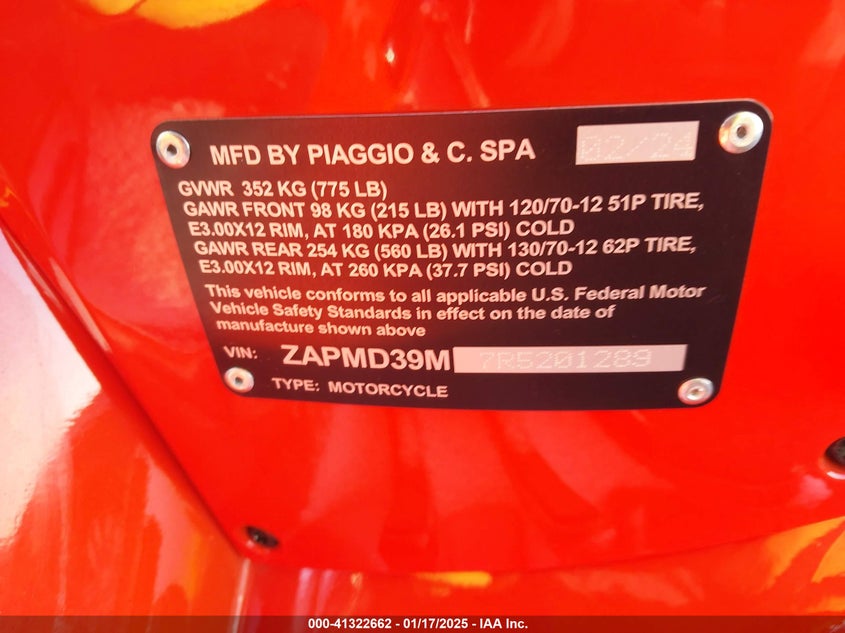 MFD BY PIAGGIO & C. SPA 02/24
GVWR 352 KG (775 LB)
GAWR FRONT 98 KG (215 LB) WITH 120/70-12 51P TIRE,
E3.00X12 RIM, AT 180 KPA (26.1 PSI) COLD
GAWR REAR 254 KG (560 LB) WITH 130/70-12 62P TIRE,
E3.00X12 RIM, AT 260 KPA (37.7 PSI) COLD
This vehicle conforms to all applicable U.S. Federal Motor
Vehicle Safety Standards in effect on the date of
manufacture shown above
VIN: ZAPMD39M 7R5201289
TYPE: MOTORCYCLE
000-41322662 - 01/17/2025 - IAA Inc.